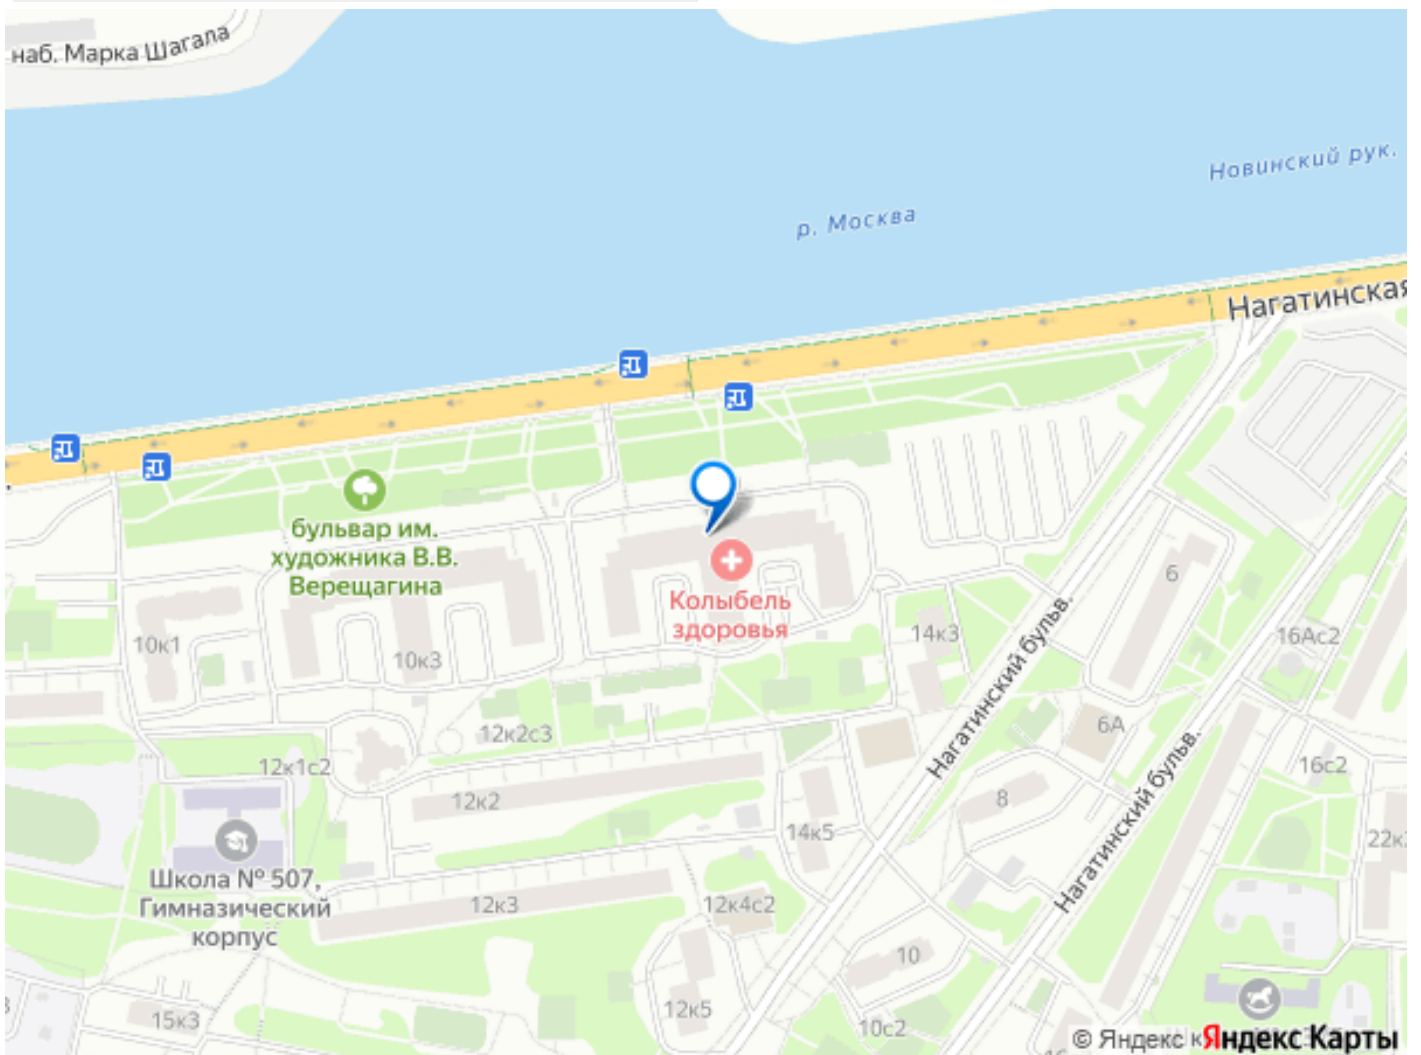 наб. Марка Шагала
Новинский рук.
р. Москва
Нагатинская
бульвар им.
художника В.В.
Верещагина
Колыбель
здоровья
10к1
10к3
14к3
6
16Ас2
Нагатинский бульв.
6А
12к2с3
12к1с2
16с2
12к2
8
Нагатинский бульв.
14к5
22к
Школа № 507,
Гимназический
корпус
12к3
12к4с2
10
12к5
15к3
10с2
© Яндекс
Яндекс Карты